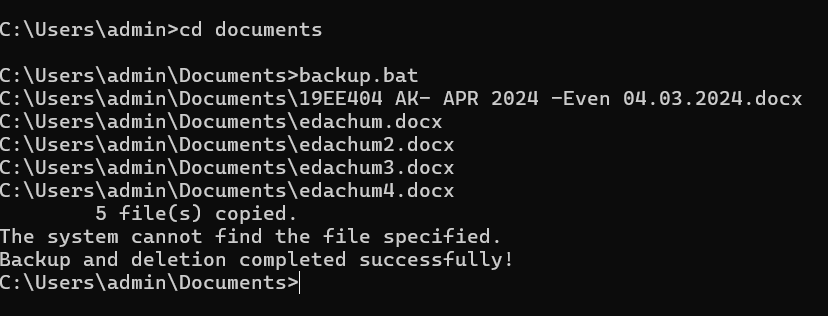 C:\Users\admin>cd documents
C:\Users\admin\Documents>backup.bat
C:\Users\admin\Documents\19EE404 AK- APR 2024 -Even 04.03.2024.docx
C:\Users\admin\Documents\edachum.docx
C:\Users\admin\Documents\edachum2.docx
C:\Users\admin\Documents\edachum3.docx
C:\Users\admin\Documents\edachum4.docx
        5 file(s) copied.
The system cannot find the file specified.
Backup and deletion completed successfully!
C:\Users\admin\Documents>